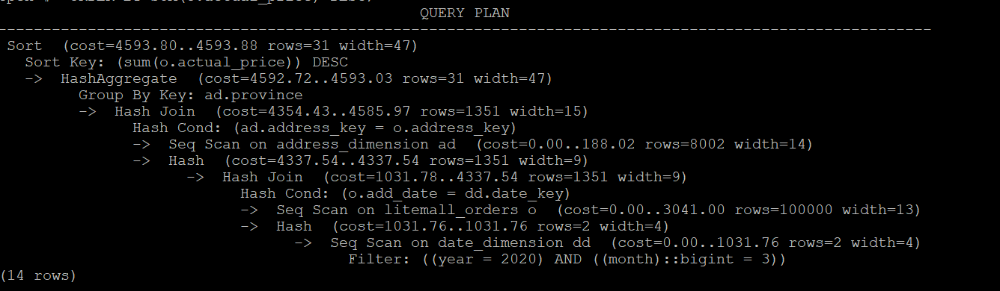 QUERY PLAN
--------------------------------------------------------------------------------------------------------
Sort  (cost=4593.80..4593.88 rows=31 width=47)
  Sort Key: (sum(o.actual_price)) DESC
  ->  HashAggregate  (cost=4592.72..4593.03 rows=31 width=47)
        Group By Key: ad.province
        ->  Hash Join  (cost=4354.43..4585.97 rows=1351 width=15)
              Hash Cond: (ad.address_key = o.address_key)
              ->  Seq Scan on address_dimension ad  (cost=0.00..188.02 rows=8002 width=14)
              ->  Hash  (cost=4337.54..4337.54 rows=1351 width=9)
                    ->  Hash Join  (cost=1031.78..4337.54 rows=1351 width=9)
                          Hash Cond: (o.add_date = dd.date_key)
                          ->  Seq Scan on litemall_orders o  (cost=0.00..3041.00 rows=100000 width=13)
                          ->  Hash  (cost=1031.76..1031.76 rows=2 width=4)
                                ->  Seq Scan on date_dimension dd  (cost=0.00..1031.76 rows=2 width=4)
                                      Filter: ((year = 2020) AND ((month)::bigint = 3))
(14 rows)